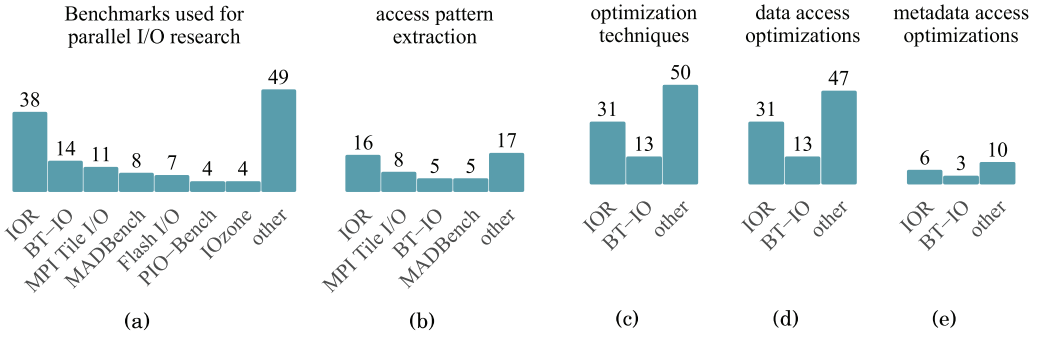 Benchmarks used for
parallel I/O research
38
14
11
8
7
4
4
49
IOR
BT−IO
MPI Tile I/O
MADBench
Flash I/O
PIO−Bench
IOzone
other
(a)
access pattern
extraction
16
8
5
5
17
IOR
MPI Tile I/O
BT−IO
MADBench
other
(b)
optimization
techniques
31
13
50
IOR
BT−IO
other
(c)
data access
optimizations
31
13
47
IOR
BT−IO
other
(d)
metadata access
optimizations
6
3
10
IOR
BT−IO
other
(e)